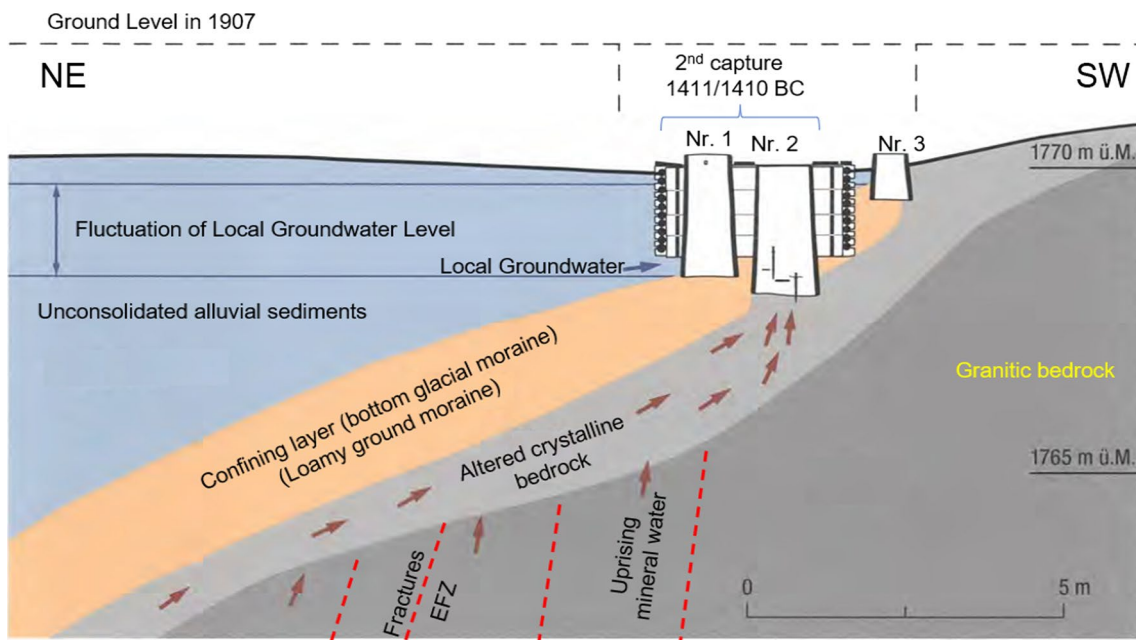 Ground Level in 1907
NE
SW
2nd capture
1411/1410 BC
Nr. 1
Nr. 2
Nr. 3
1770 m ü.M.
Fluctuation of Local Groundwater Level
Local Groundwater
Unconsolidated alluvial sediments
Confining layer (bottom glacial moraine)
(Loamy ground moraine)
Granitic bedrock
Altered crystalline
bedrock
1765 m ü.M.
Fractures
EFZ
Uprising
mineral water
0
5 m